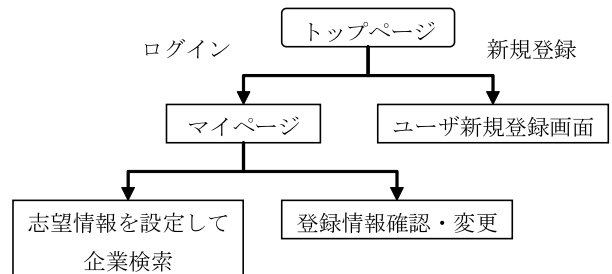 トップページ
ログイン
新規登録
マイページ
ユーザ新規登録画面
志望情報を設定して
企業検索
登録情報確認・変更